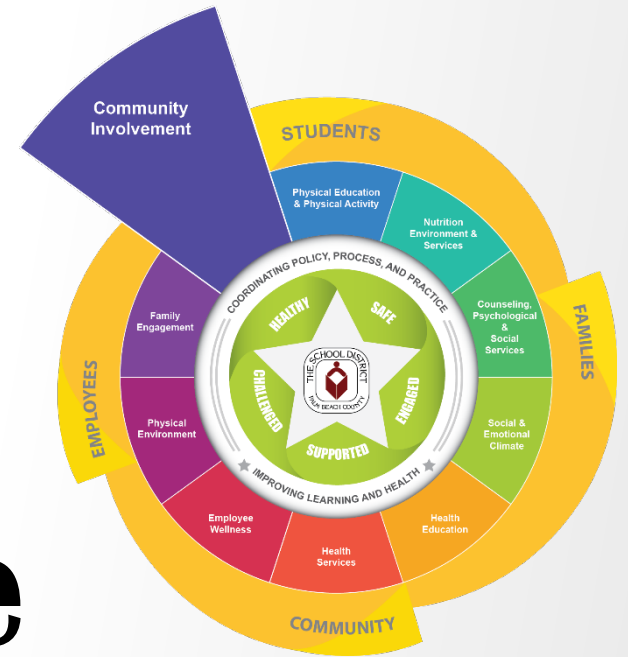 Community
Involvement
STUDENTS
Physical Education
& Physical Activity
Nutrition
Environment &
Services
Counseling,
Psychological
&
Social
Services
FAMILIES
Social &
Emotional
Climate
Health
Education
Health
Services
COMMUNITY
Employee
Wellness
Physical
Environment
EMPLOYEES
Family
Engagement
COORDINATING POLICY, PROCESS, AND PRACTICE
IMPROVING LEARNING AND HEALTH
HEALTHY
SAFE
ENGAGED
SUPPORTED
CHALLENGED
THE SCHOOL DISTRICT
PALM BEACH COUNTY
e